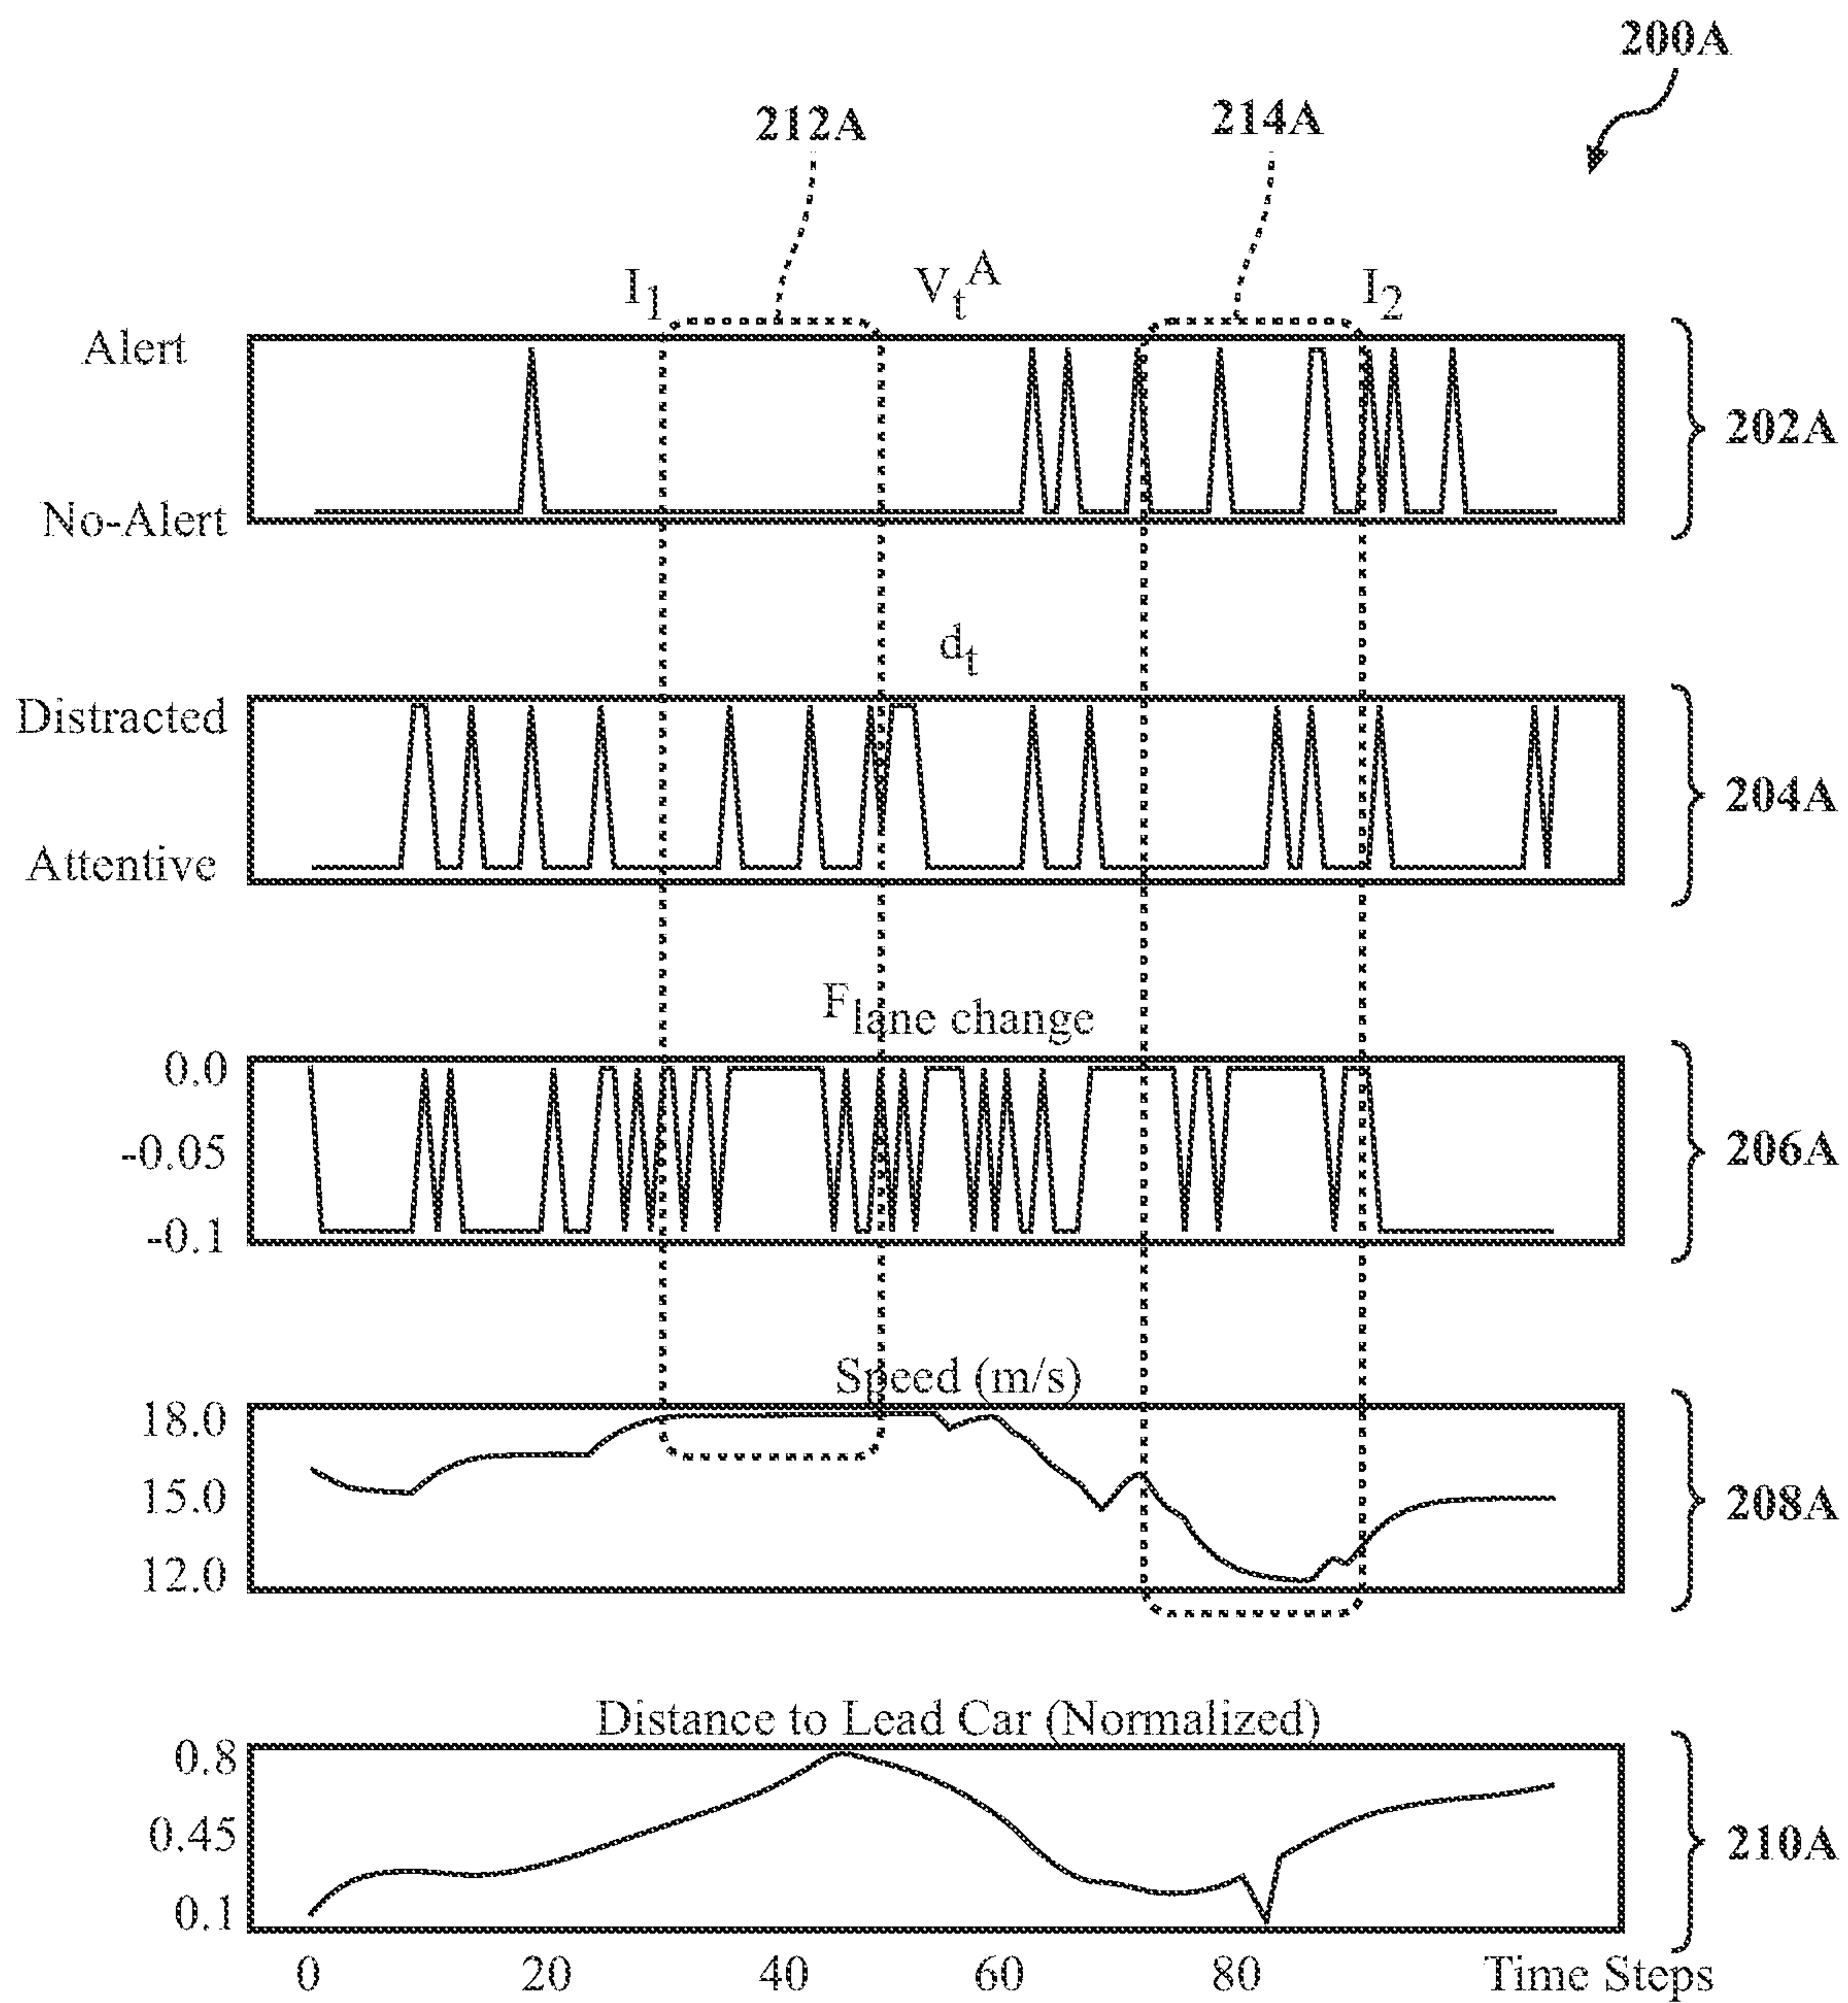 200A
212A
214A
I1
VtA
I2
Alert
No-Alert
202A
dt
Distracted
Attentive
204A
Flane change
0.0
-0.05
-0.1
206A
Speed (m/s)
18.0
15.0
12.0
208A
Distance to Lead Car (Normalized)
0.8
0.45
0.1
210A
0 20 40 60 80 Time Steps